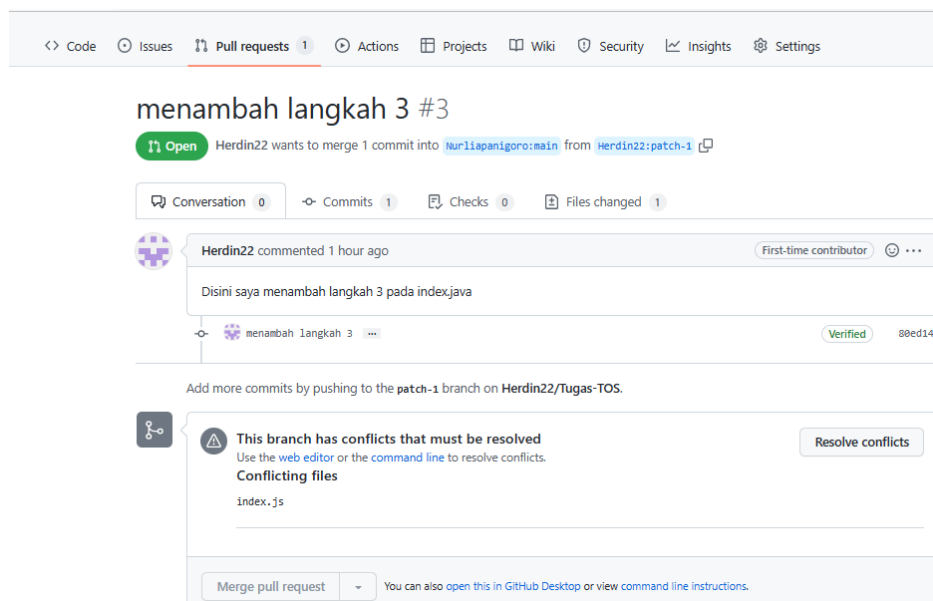 Code Issues Pull requests 1 Actions Projects Wiki Security Insights Settings
menambah langkah 3 #3
Open Herdin22 wants to merge 1 commit into Nurliapanigoro:main from Herdin22:patch-1
Conversation 0 Commits 1 Checks 0 Files changed 1
Herdin22 commented 1 hour ago First-time contributor
Disini saya menambah langkah 3 pada index.java
menambah langkah 3 ... Verified 80ed14
Add more commits by pushing to the patch-1 branch on Herdin22/Tugas-TOS.
This branch has conflicts that must be resolved
Resolve conflicts
Use the web editor or the command line to resolve conflicts.
Conflicting files
index.js
Merge pull request You can also open this in GitHub Desktop or view command line instructions.